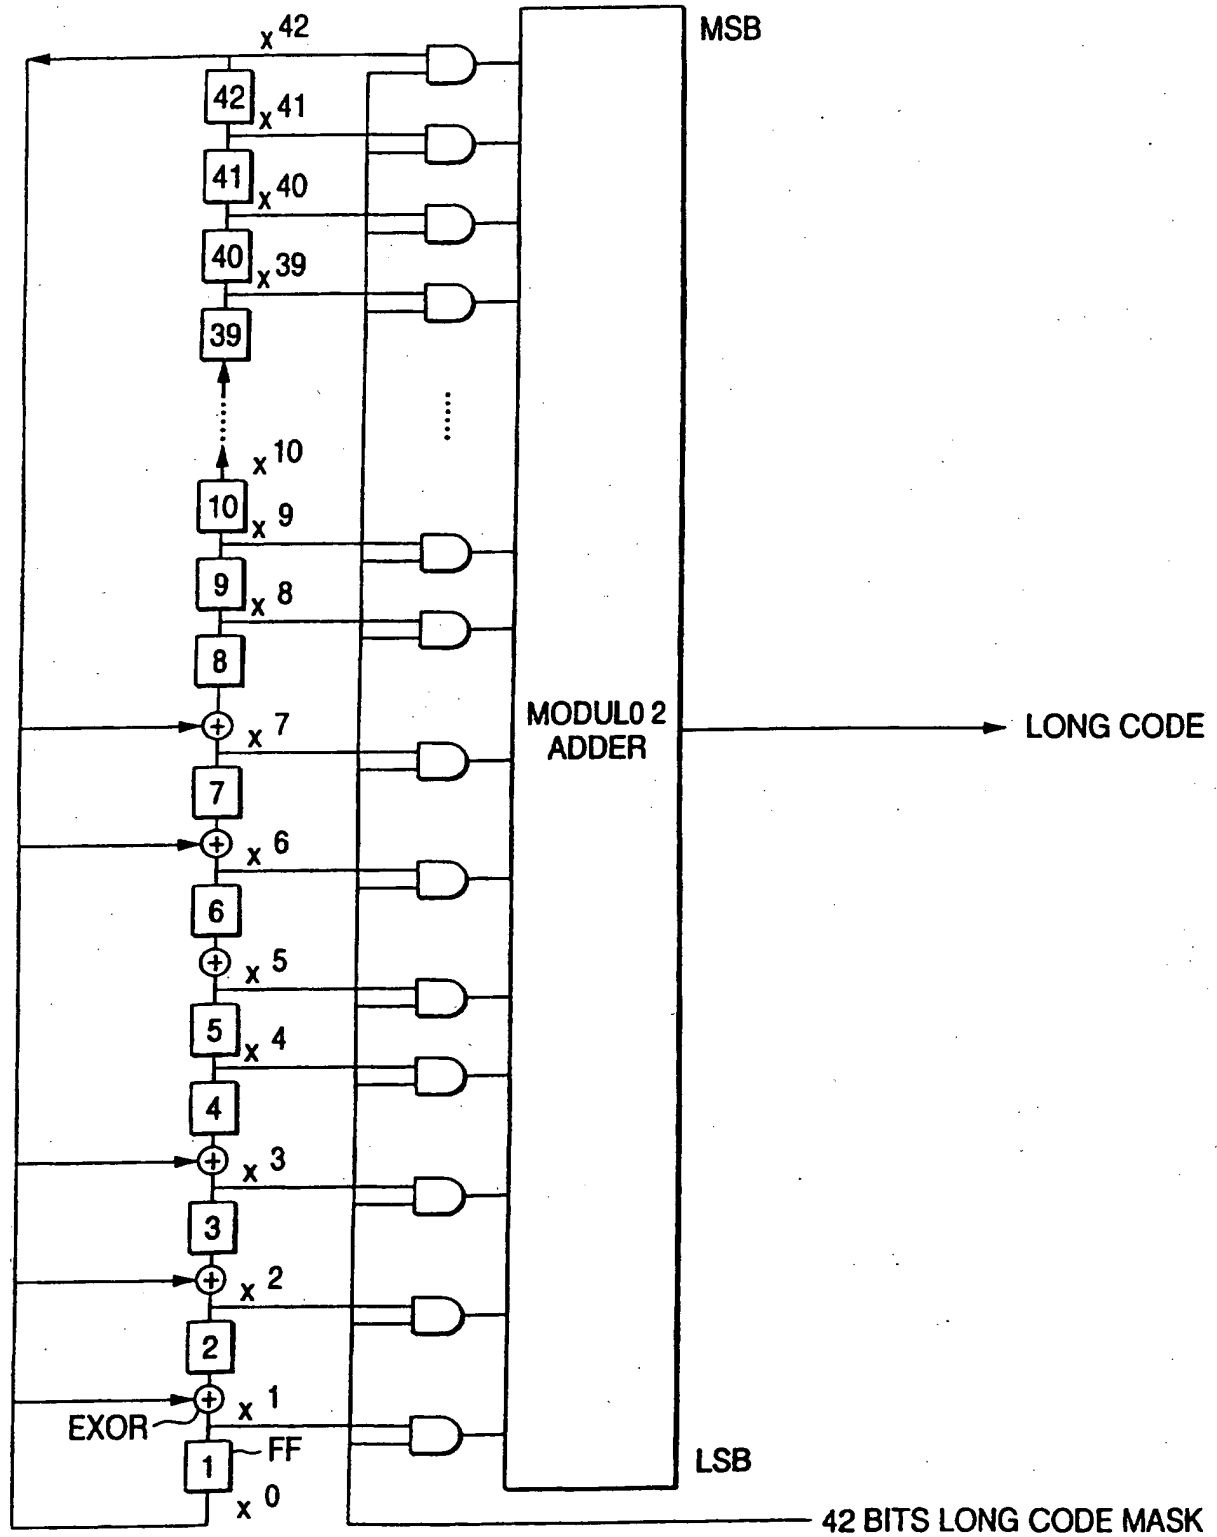 x 42
MSB
42
x 41
41
x 40
40
x 39
39
x 10
10
x 9
9
x 8
8
MODUL0 2
ADDER
LONG CODE
x 7
7
x 6
6
x 5
5
x 4
4
x 3
3
x 2
2
x 1
EXOR
FF
1
LSB
x 0
42 BITS LONG CODE MASK